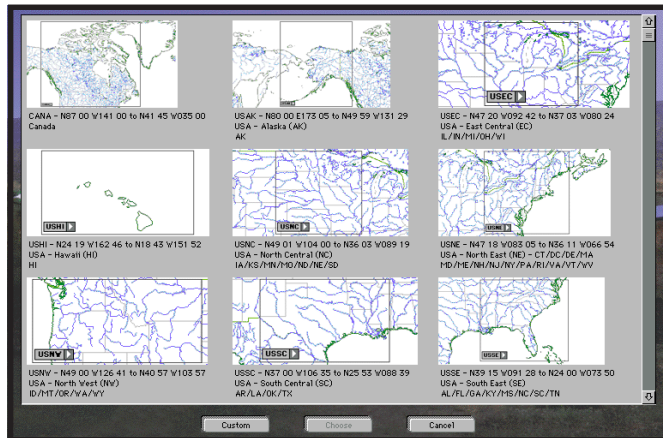 CANA - N87 00 W141 00 to N41 45 W035 00
Canada
USAK - N80 00 E173 05 to N49 59 W131 29
USA - Alaska (AK)
AK
USEC
USEC - N47 20 W092 42 to N37 03 W080 24
USA - East Central (EC)
IL/IN/MI/OH/WI
USHI
USHI - N24 19 W162 46 to N18 43 W151 52
USA - Hawaii (HI)
HI
USNC
USNC - N49 01 W104 00 to N36 03 W089 19
USA - North Central (NC)
IA/KS/MN/MO/ND/NE/SD
USNE
USNE - N47 18 W083 05 to N36 11 W066 54
USA - North East (NE) - CT/DC/DE/MA
MD/ME/NH/NJ/NY/PA/RI/VA/VT/WV
USNW
USNW - N49 00 W126 41 to N40 57 W103 57
USA - North West (NW)
ID/MT/OR/WA/WY
USSC
USSC - N37 00 W106 35 to N25 53 W088 39
USA - South Central (SC)
AR/LA/OK/TX
USSE
USSE - N39 15 W091 28 to N24 00 W073 50
USA - South East (SE)
AL/FL/GA/KY/MS/NC/SC/TN
Custom
Choose
Cancel